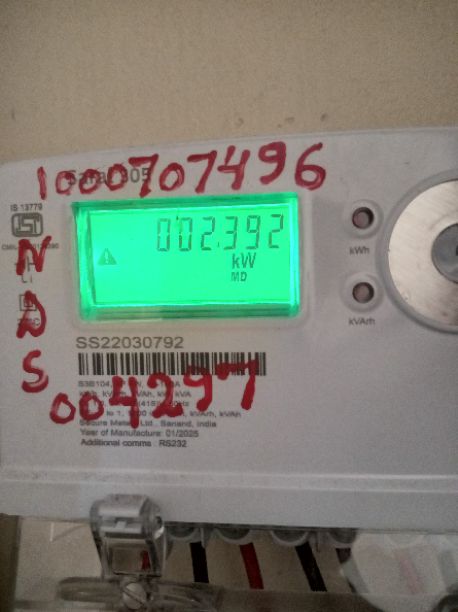 1000707496
IS 13779
002.392
kW
MD
kWh
kVArh
NDS
SS22030792
004297
Secure Meters Ltd., Sanand, India
Year of Manufacture: 01/2025
Additional comms : RS232